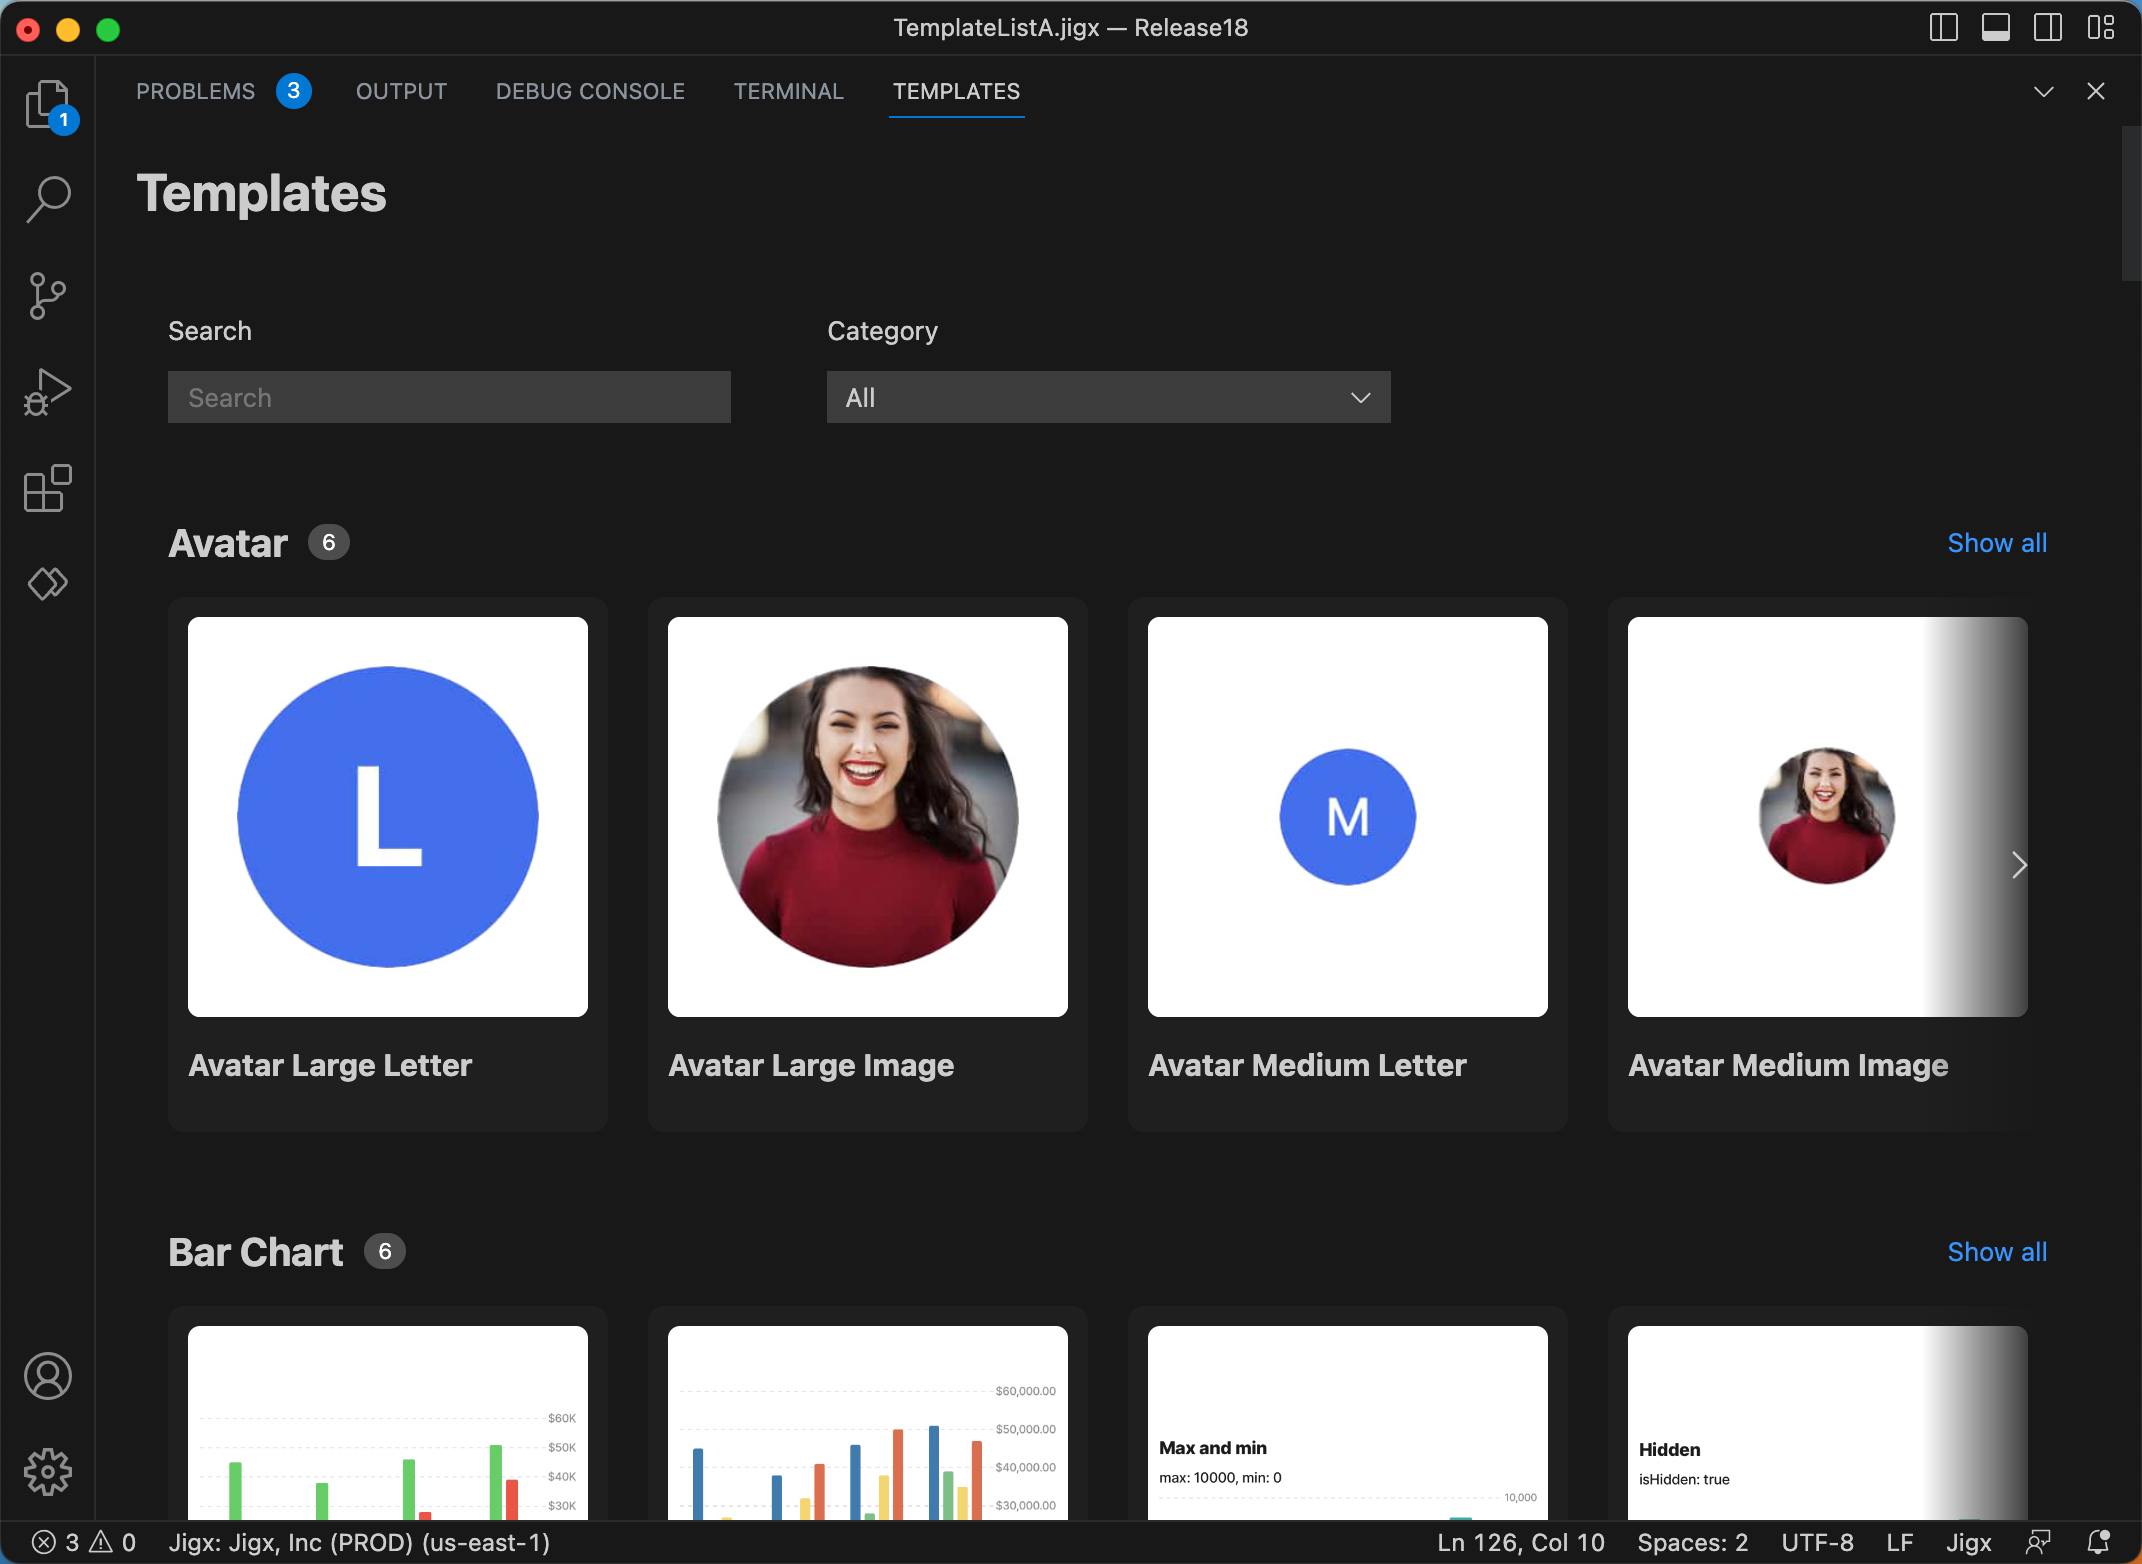 TemplateListA.jigx — Release18
PROBLEMS 3 OUTPUT DEBUG CONSOLE TERMINAL TEMPLATES
1
Templates
Search Category
Search All
Avatar 6 Show all
L M
Avatar Large Letter Avatar Large Image Avatar Medium Letter Avatar Medium Image
Bar Chart 6 Show all
$60K
$50K
$40K
$30K
$60,000.00
$50,000.00
$40,000.00
$30,000.00
Max and min
max: 10000, min: 0
10,000
Hidden
isHidden: true
3 0 Jigx: Jigx, Inc (PROD) (us-east-1) Ln 126, Col 10 Spaces: 2 UTF-8 LF Jigx